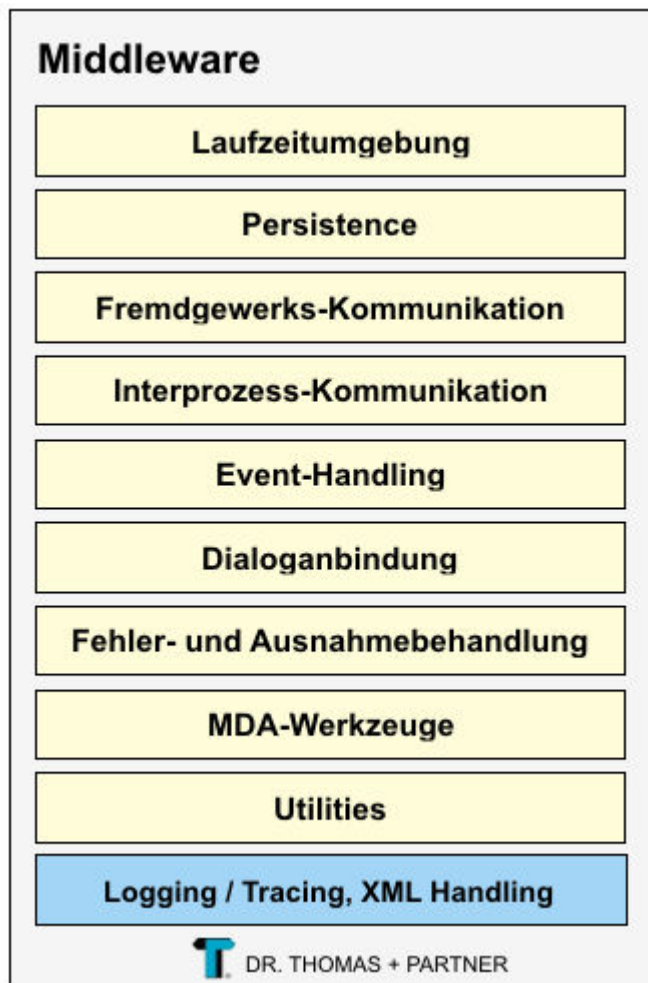 Middleware
Laufzeitumgebung
Persistence
Fremdgewerks-Kommunikation
Interprozess-Kommunikation
Event-Handling
Dialoganbindung
Fehler- und Ausnahmebehandlung
MDA-Werkzeuge
Utilities
Logging / Tracing, XML Handling
DR. THOMAS + PARTNER